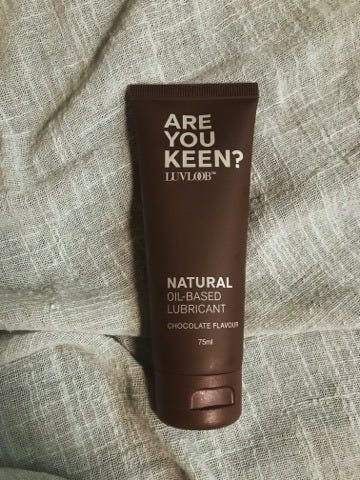 ARE
YOU
KEEN?
LUVLOOB™
NATURAL
OIL-BASED
LUBRICANT
CHOCOLATE FLAVOUR
75ml